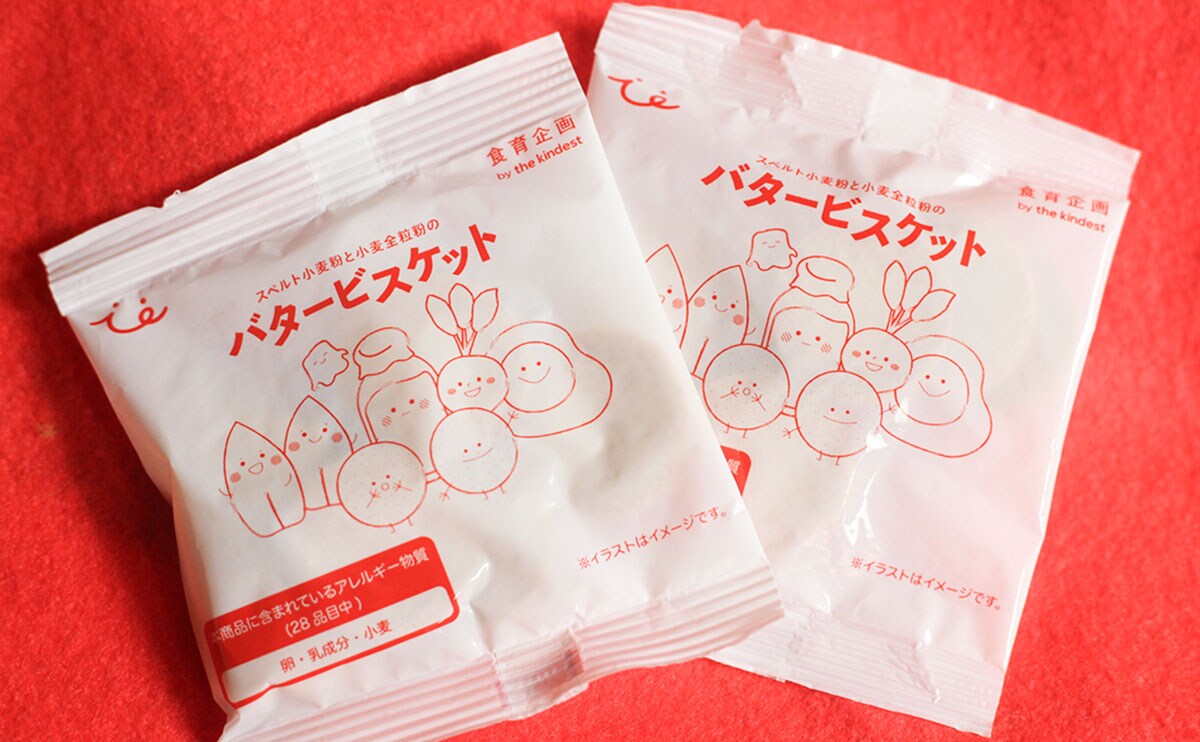 食育企画
by the kindest
スペルト小麦粉と小麦全粒粉の
バタービスケット
※イラストはイメージです。
本商品に含まれているアレルギー物質
(28品目中)
卵・乳成分・小麦
食育企画
by the kindest
スペルト小麦粉と小麦全粒粉の
バタービスケット
質
※イラストはイメージです。